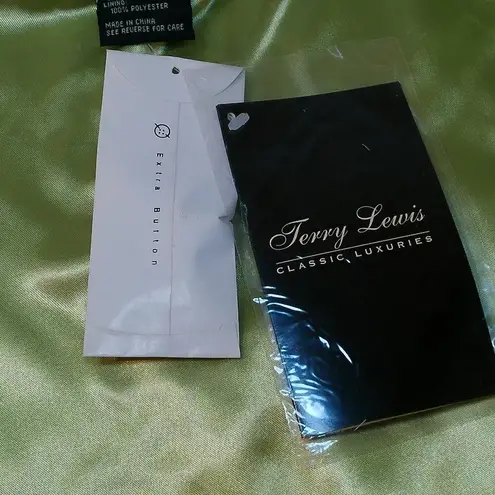 LINING:
100% POLYESTER
MADE IN CHINA
SEE REVERSE FOR CARE
Extra Button
Terry Lewis
CLASSIC LUXURIES